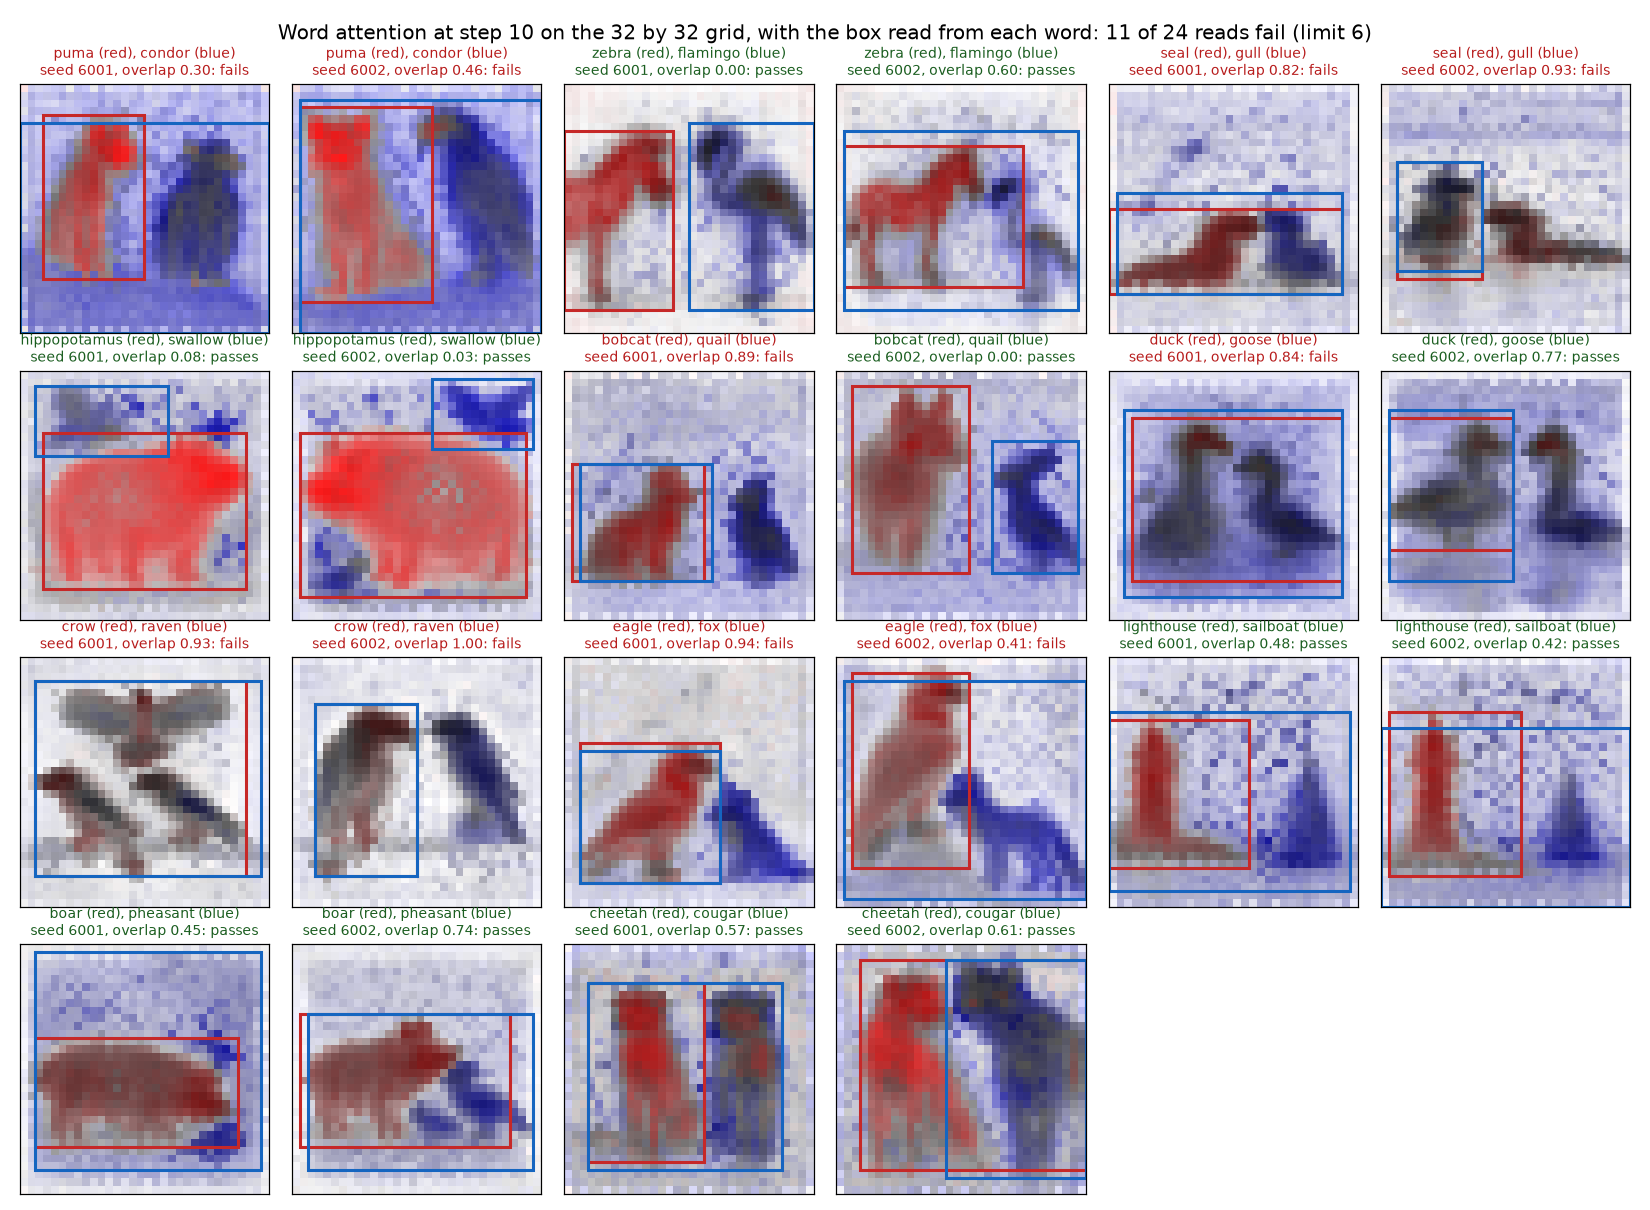 Word attention at step 10 on the 32 by 32 grid, with the box read from each word: 11 of 24 reads fail (limit 6)
puma (red), condor (blue)
seed 6001, overlap 0.30: fails
puma (red), condor (blue)
seed 6002, overlap 0.46: fails
zebra (red), flamingo (blue)
seed 6001, overlap 0.00: passes
zebra (red), flamingo (blue)
seed 6002, overlap 0.60: passes
seal (red), gull (blue)
seed 6001, overlap 0.82: fails
seal (red), gull (blue)
seed 6002, overlap 0.93: fails
hippopotamus (red), swallow (blue)
seed 6001, overlap 0.08: passes
hippopotamus (red), swallow (blue)
seed 6002, overlap 0.03: passes
bobcat (red), quail (blue)
seed 6001, overlap 0.89: fails
bobcat (red), quail (blue)
seed 6002, overlap 0.00: passes
duck (red), goose (blue)
seed 6001, overlap 0.84: fails
duck (red), goose (blue)
seed 6002, overlap 0.77: passes
crow (red), raven (blue)
seed 6001, overlap 0.93: fails
crow (red), raven (blue)
seed 6002, overlap 1.00: fails
eagle (red), fox (blue)
seed 6001, overlap 0.94: fails
eagle (red), fox (blue)
seed 6002, overlap 0.41: fails
lighthouse (red), sailboat (blue)
seed 6001, overlap 0.48: passes
lighthouse (red), sailboat (blue)
seed 6002, overlap 0.42: passes
boar (red), pheasant (blue)
seed 6001, overlap 0.45: passes
boar (red), pheasant (blue)
seed 6002, overlap 0.74: passes
cheetah (red), cougar (blue)
seed 6001, overlap 0.57: passes
cheetah (red), cougar (blue)
seed 6002, overlap 0.61: passes